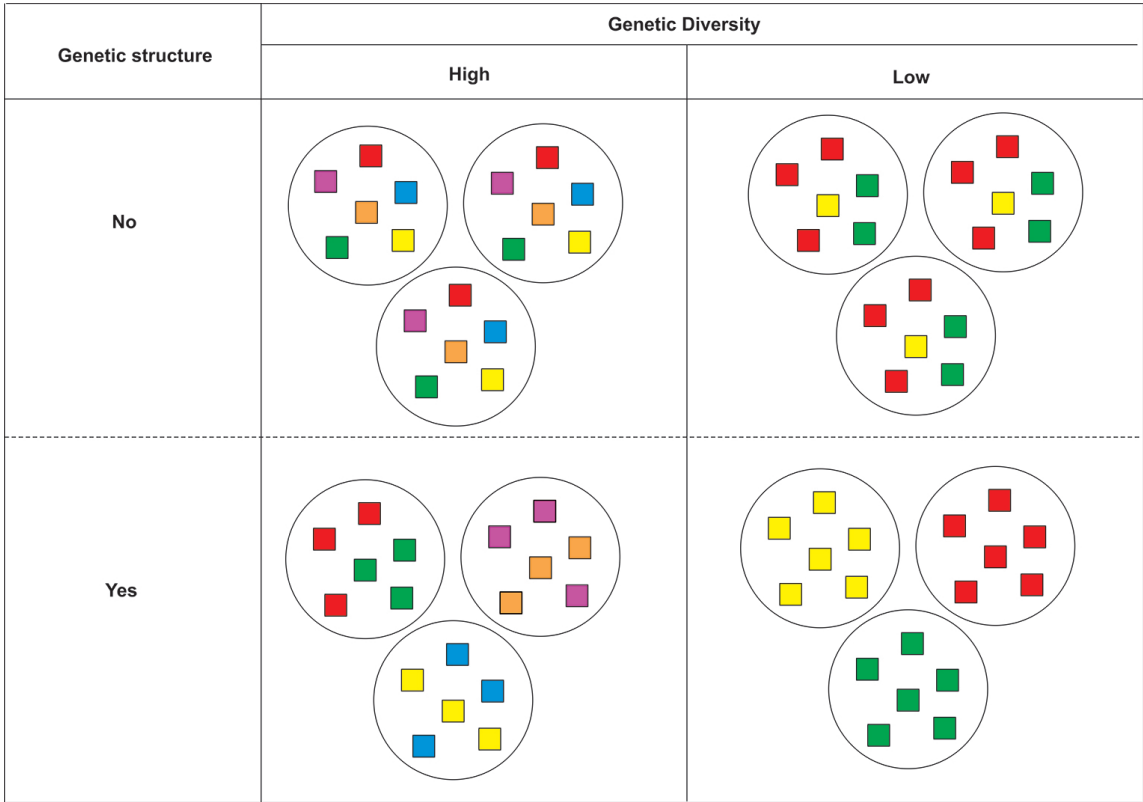 Genetic structure
Genetic Diversity
High
Low
No
Yes